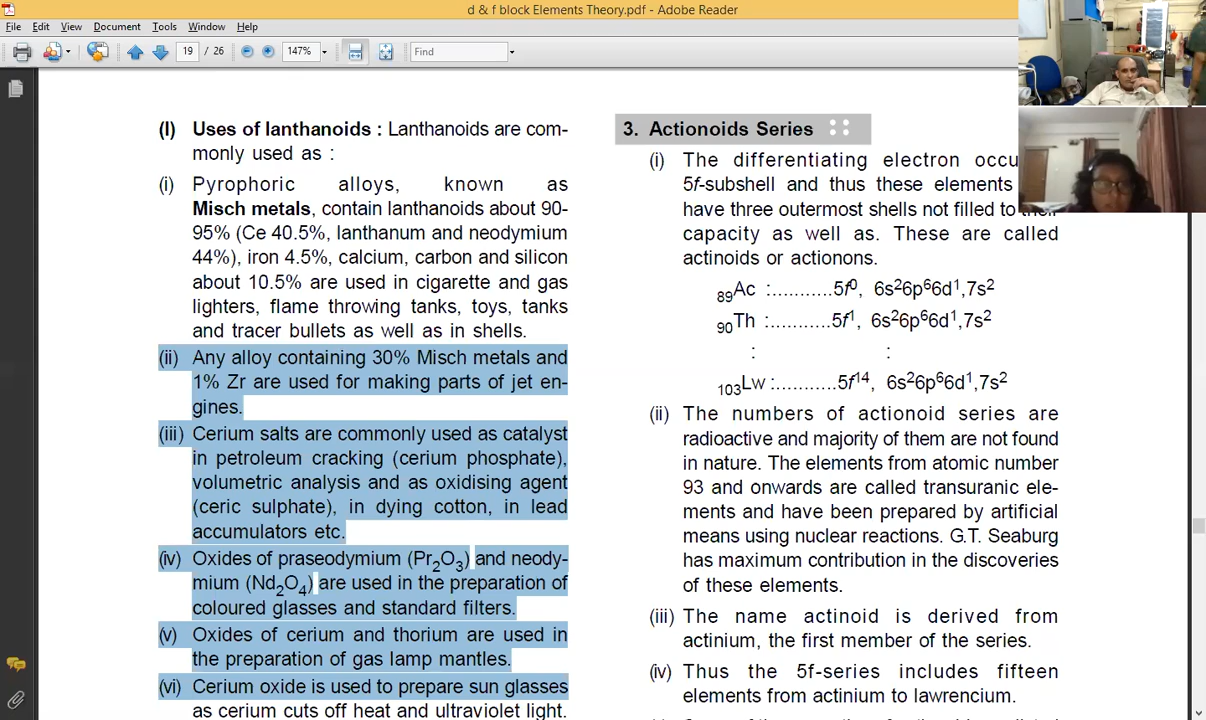 d & f block Elements Theory.pdf - Adobe Reader
File Edit View Document Tools Window Help
19 / 26 147% Find
(I) Uses of lanthanoids : Lanthanoids are com-
monly used as :
(i) Pyrophoric alloys, known as
Misch metals, contain lanthanoids about 90-
95% (Ce 40.5%, lanthanum and neodymium
44%), iron 4.5%, calcium, carbon and silicon
about 10.5% are used in cigarette and gas
lighters, flame throwing tanks, toys, tanks
and tracer bullets as well as in shells.
(ii) Any alloy containing 30% Misch metals and
1% Zr are used for making parts of jet en-
gines.
(iii) Cerium salts are commonly used as catalyst
in petroleum cracking (cerium phosphate),
volumetric analysis and as oxidising agent
(ceric sulphate), in dying cotton, in lead
accumulators etc.
(iv) Oxides of praseodymium (Pr₂O₃) and neody-
mium (Nd₂O₄) are used in the preparation of
coloured glasses and standard filters.
(v) Oxides of cerium and thorium are used in
the preparation of gas lamp mantles.
(vi) Cerium oxide is used to prepare sun glasses
as cerium cuts off heat and ultraviolet light.
3. Actionoids Series
(i) The differentiating electron
5f-subshell and thus these elements
have three outermost shells not filled to their
capacity as well as. These are called
actinoids or actionons.
₈₉Ac :...........5f⁰, 6s²6p⁶6d¹,7s²
₉₀Th :...........5f¹, 6s²6p⁶6d¹,7s²
: :
₁₀₃Lw :...........5f¹⁴, 6s²6p⁶6d¹,7s²
(ii) The numbers of actionoid series are
radioactive and majority of them are not found
in nature. The elements from atomic number
93 and onwards are called transuranic ele-
ments and have been prepared by artificial
means using nuclear reactions. G.T. Seaburg
has maximum contribution in the discoveries
of these elements.
(iii) The name actinoid is derived from
actinium, the first member of the series.
(iv) Thus the 5f-series includes fifteen
elements from actinium to lawrencium.